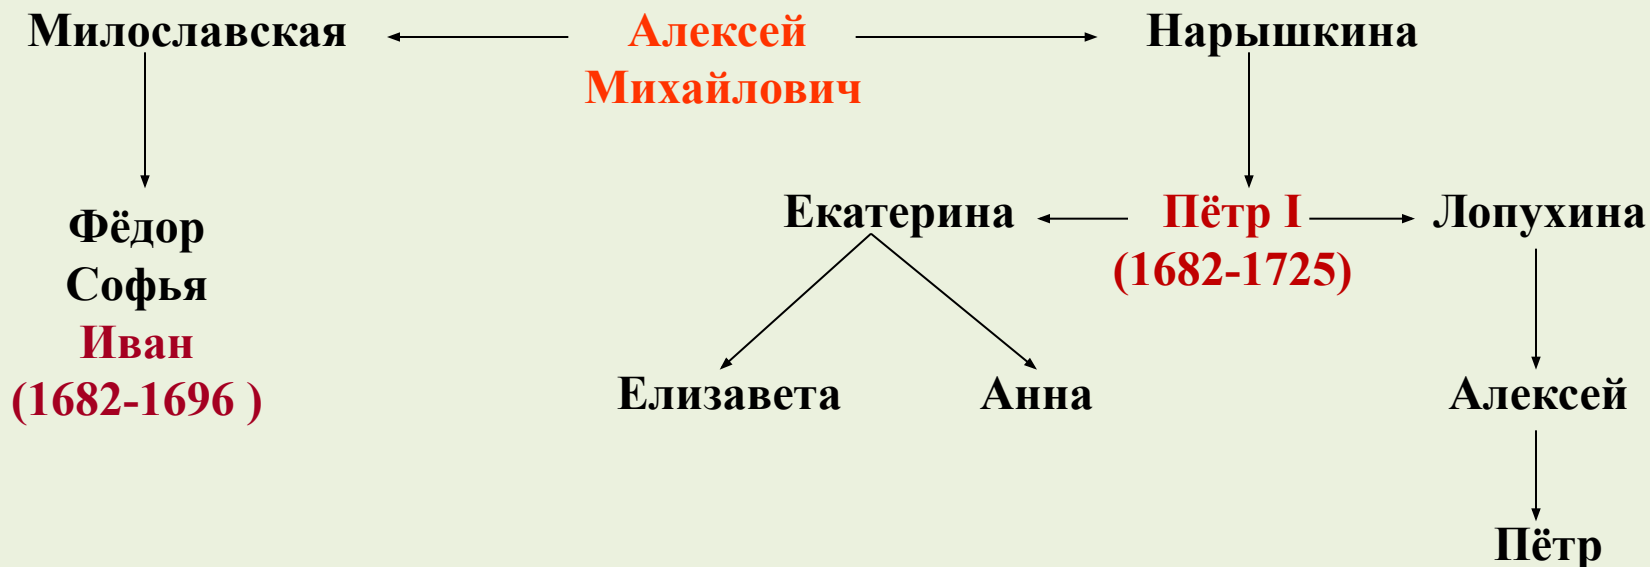 Милославская
Алексей
Михайлович
Нарышкина
Фёдор
Софья
Иван
(1682-1696 )
Екатерина
Пётр I
(1682-1725)
Лопухина
Елизавета
Анна
Алексей
Пётр